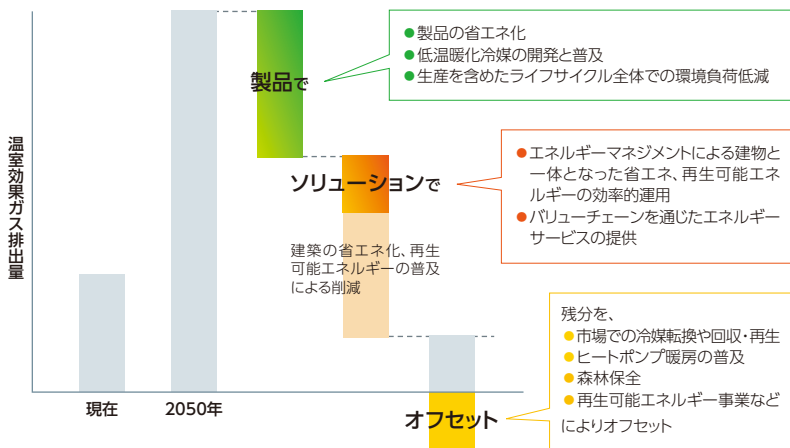 製品で
● 製品の省エネ化
● 低温暖化冷媒の開発と普及
● 生産を含めたライフサイクル全体での環境負荷低減
温室効果ガス排出量
ソリューションで
● エネルギーマネジメントによる建物と
一体となった省エネ、再生可能エネ
ルギーの効率的運用
● バリューチェーンを通じたエネルギー
サービスの提供
建築の省エネ化、再生
可能エネルギーの普及
による削減
残分を、
● 市場での冷媒転換や回収・再生
● ヒートポンプ暖房の普及
● 森林保全
● 再生可能エネルギー事業など
によりオフセット
現在
2050年
オフセット